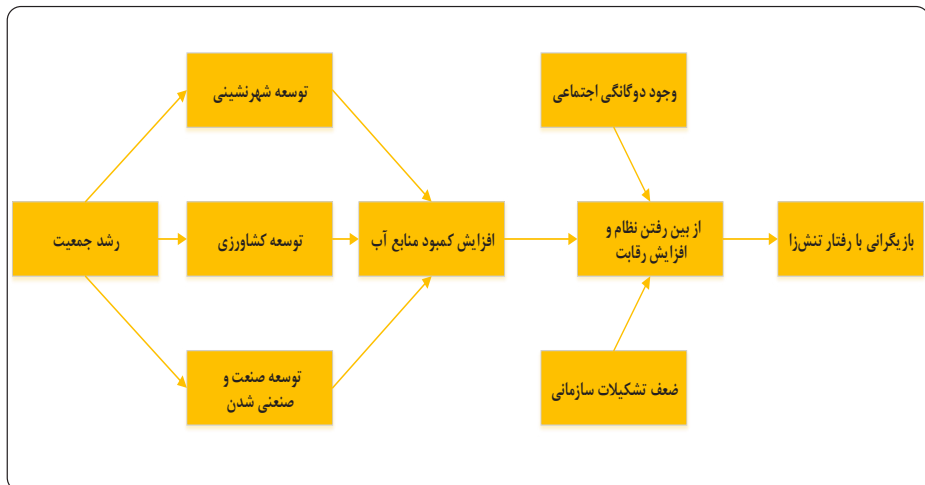 توسعه شهرنشینی
وجود دوگانگی اجتماعی
رشد جمعیت
توسعه کشاورزی
افزایش کمبود منابع آب
از بین رفتن نظام و
افزایش رقابت
بازیگرانی با رفتار تنش‌زا
توسعه صنعت و
صنعنی شدن
ضعف تشکیلات سازمانی